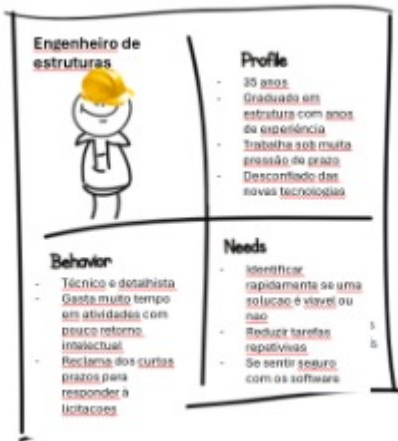 Engenheiro de
estruturas
Profile
- 35 anos
- Graduado em
estrutura com anos
de experiência
- Trabalha sob muita
pressão de prazo
- Desconfiado das
novas tecnologias
Behavior
- Técnico e detalhista
- Gasta muito tempo
em atividades com
pouco retorno
intelectual
- Reclama dos curtos
prazos para
responder à
licitacoes
Needs
- Identificar
rapidamente se uma
solucao é viavel ou
nao
- Reduzir tarefas
repetivivas
- Se sentir seguro
com os software